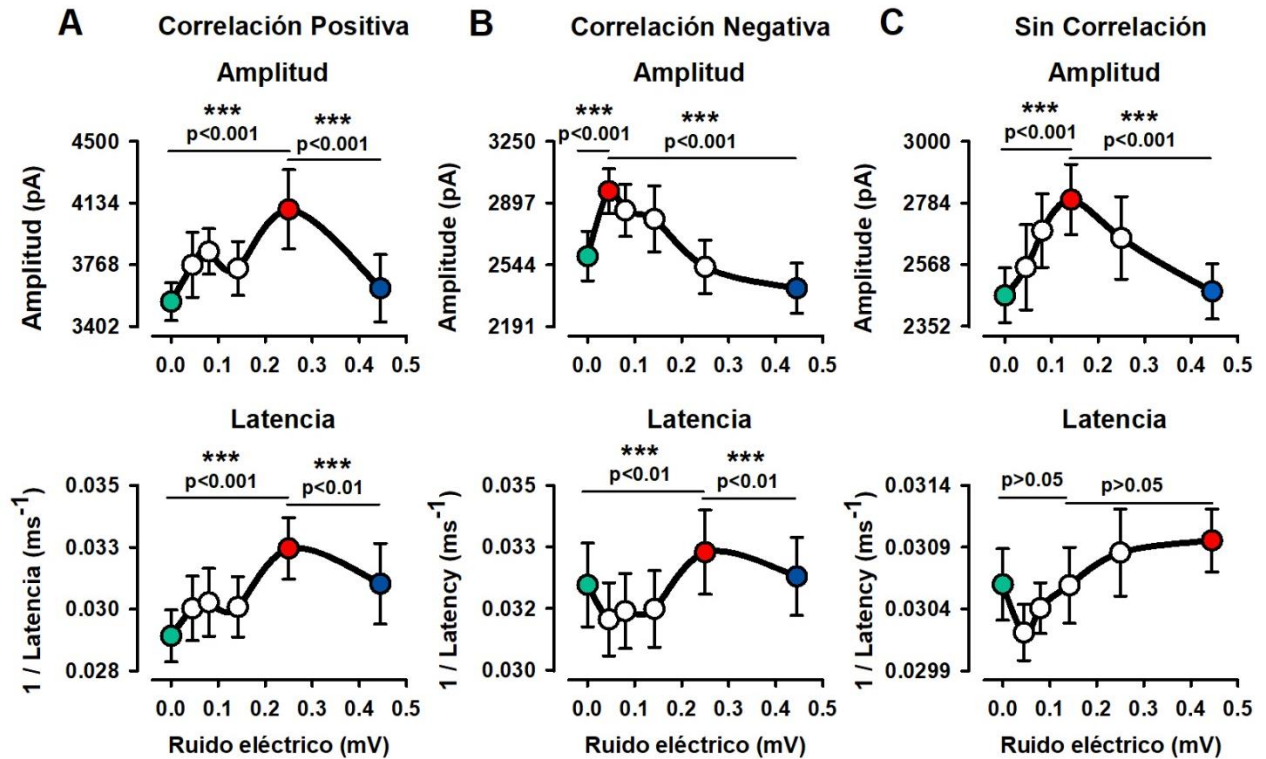 A
Correlación Positiva
Amplitud
***
p<0.001
***
p<0.001
4500
4134
3768
3402
Amplitud (pA)
0.0 0.1 0.2 0.3 0.4 0.5
B
Correlación Negativa
Amplitud
***
p<0.001
***
p<0.001
3250
2897
2544
2191
Amplitude (pA)
0.0 0.1 0.2 0.3 0.4 0.5
C
Sin Correlación
Amplitud
***
p<0.001
***
p<0.001
3000
2784
2568
2352
Amplitude (pA)
0.0 0.1 0.2 0.3 0.4 0.5
Latencia
***
p<0.001
***
p<0.01
0.035
0.033
0.030
0.028
1 / Latencia (ms-1)
0.0 0.1 0.2 0.3 0.4 0.5
Ruido eléctrico (mV)
Latencia
***
p<0.01
***
p<0.01
0.035
0.033
0.032
0.030
1 / Latency (ms-1)
0.0 0.1 0.2 0.3 0.4 0.5
Ruido eléctrico (mV)
Latencia
p>0.05
p>0.05
0.0314
0.0309
0.0304
0.0299
1 / Latency (ms-1)
0.0 0.1 0.2 0.3 0.4 0.5
Ruido eléctrico (mV)